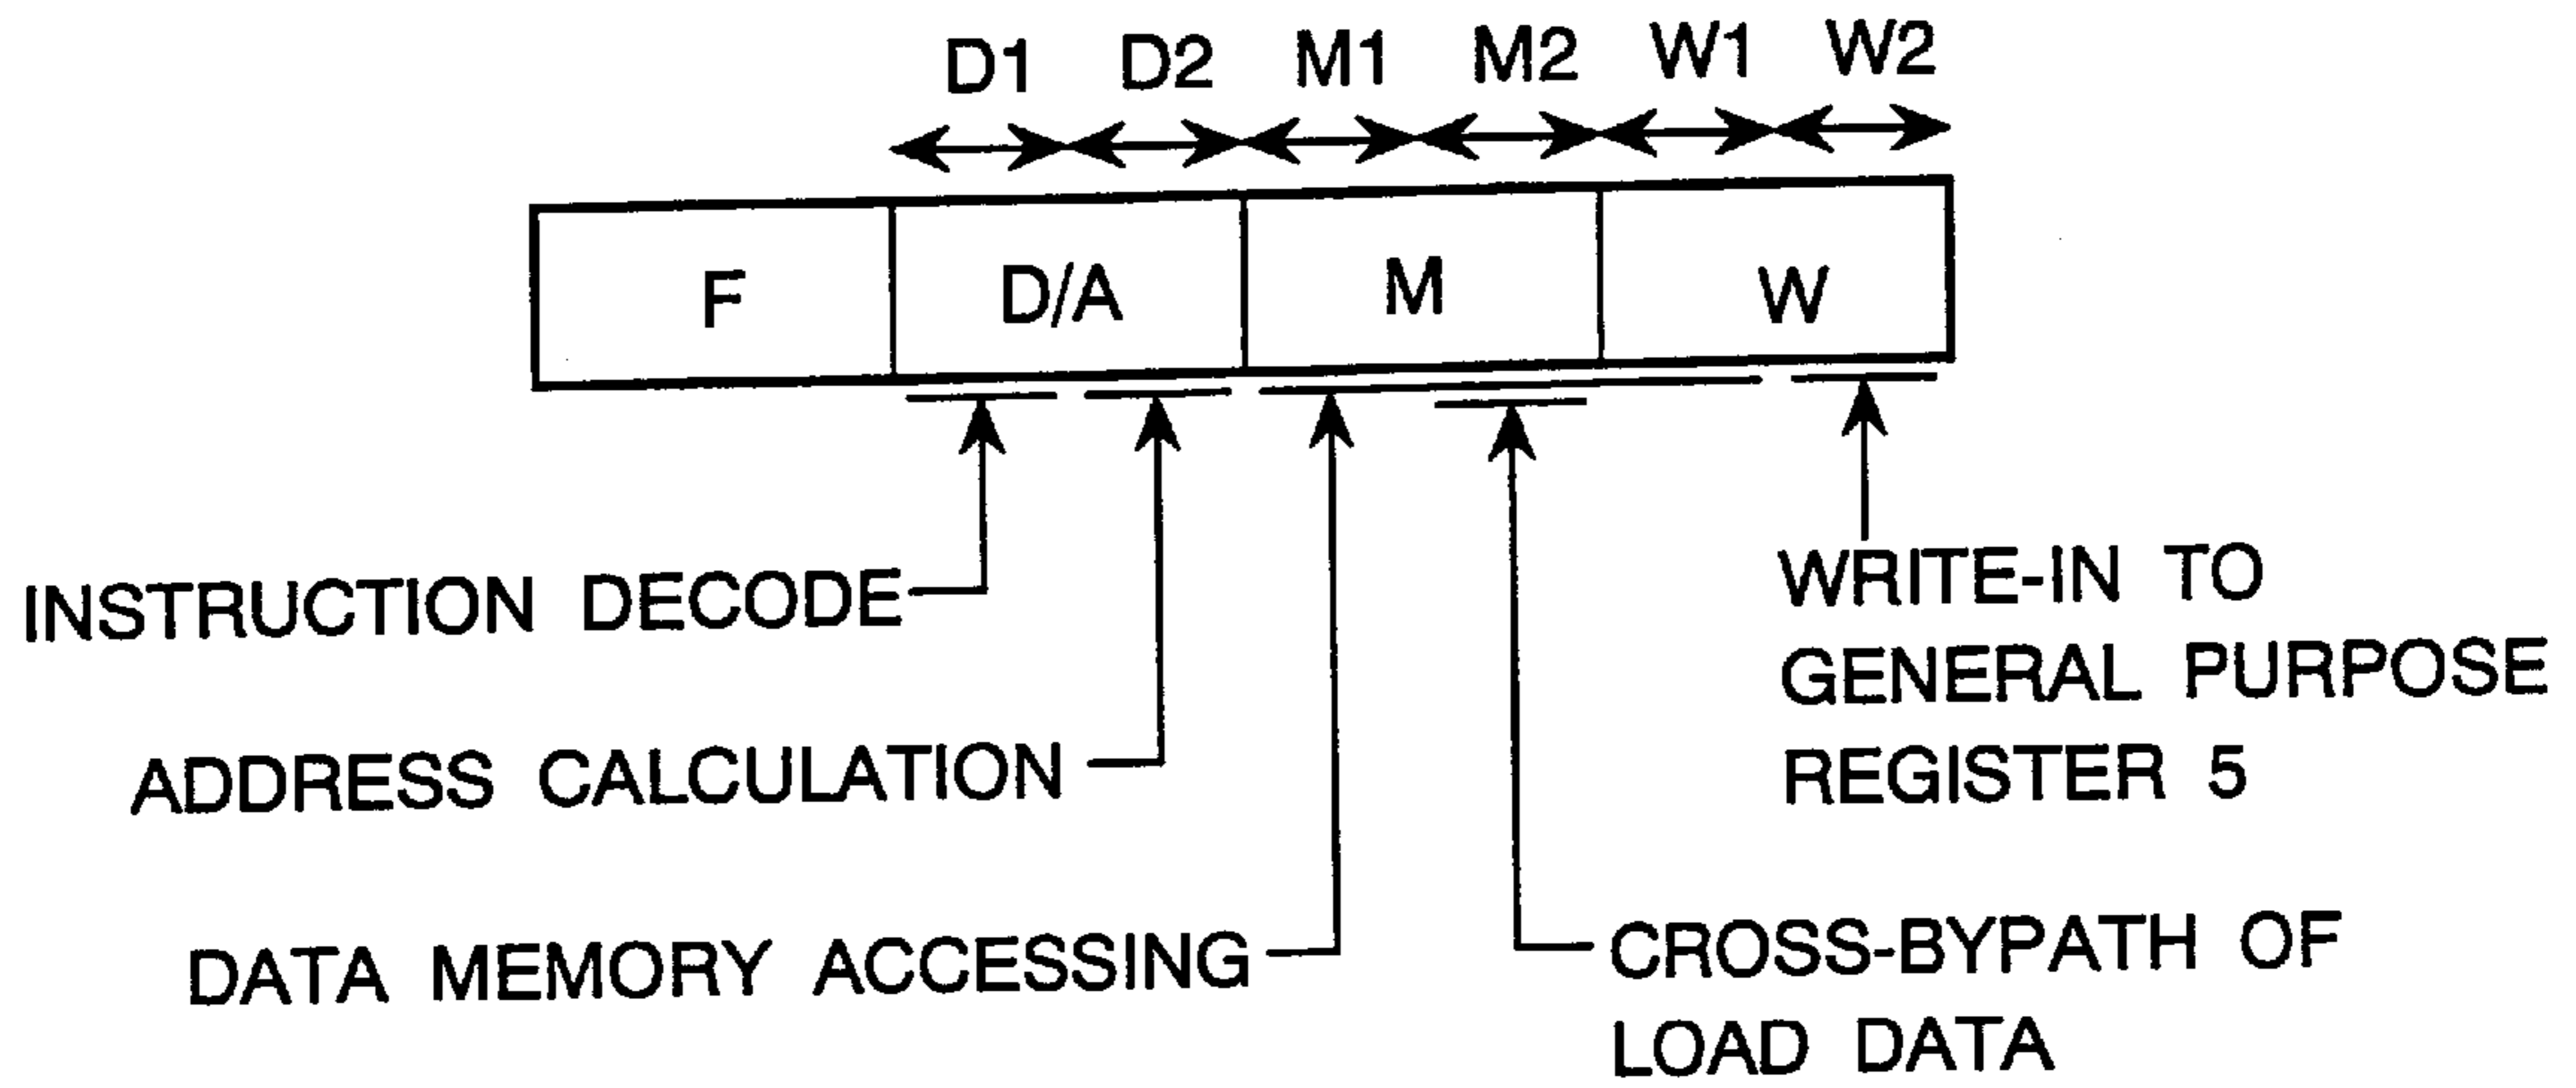 D1 D2 M1 M2 W1 W2
F D/A M W
INSTRUCTION DECODE
ADDRESS CALCULATION
DATA MEMORY ACCESSING
WRITE-IN TO
GENERAL PURPOSE
REGISTER 5
CROSS-BYPATH OF
LOAD DATA